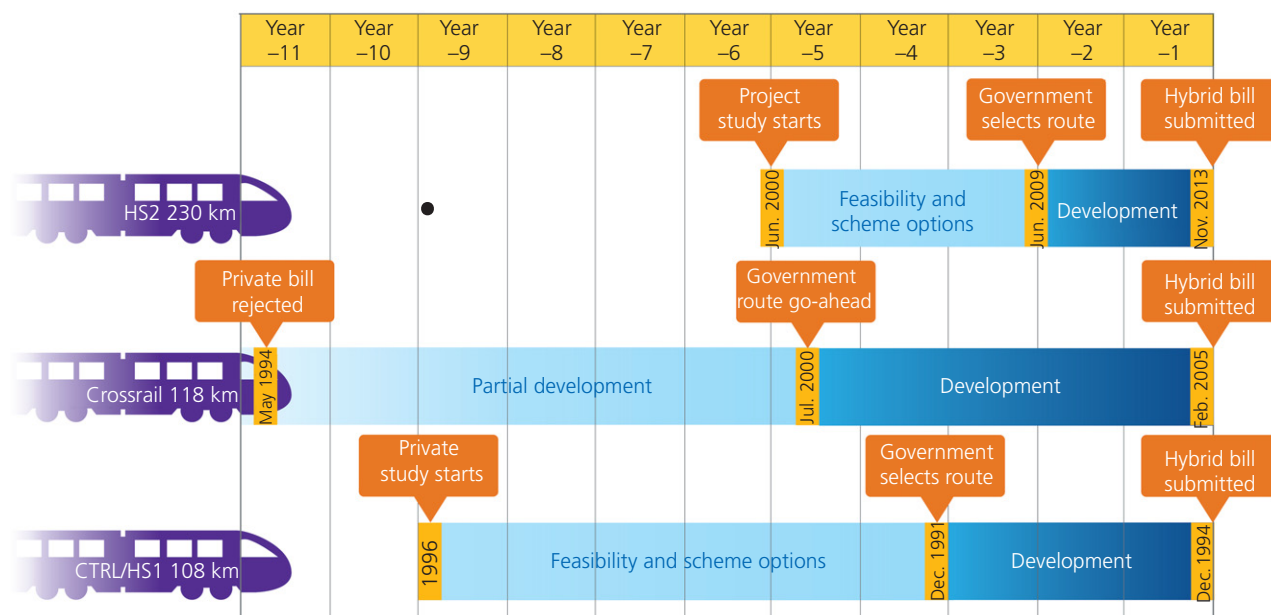 Year Year Year Year Year Year Year Year Year Year Year
–11 –10 –9 –8 –7 –6 –5 –4 –3 –2 –1
Project
study starts
Government
selects route
Hybrid bill
submitted
HS2 230 km
Jun. 2000
Feasibility and
scheme options
Jun. 2009
Development
Nov. 2013
Private bill
rejected
Government
route go-ahead
Hybrid bill
submitted
Crossrail 118 km
May 1994
Partial development
Jul. 2000
Development
Feb. 2005
Private
study starts
Government
selects route
Hybrid bill
submitted
CTRL/HS1 108 km
1996
Feasibility and scheme options
Dec. 1991
Development
Dec. 1994